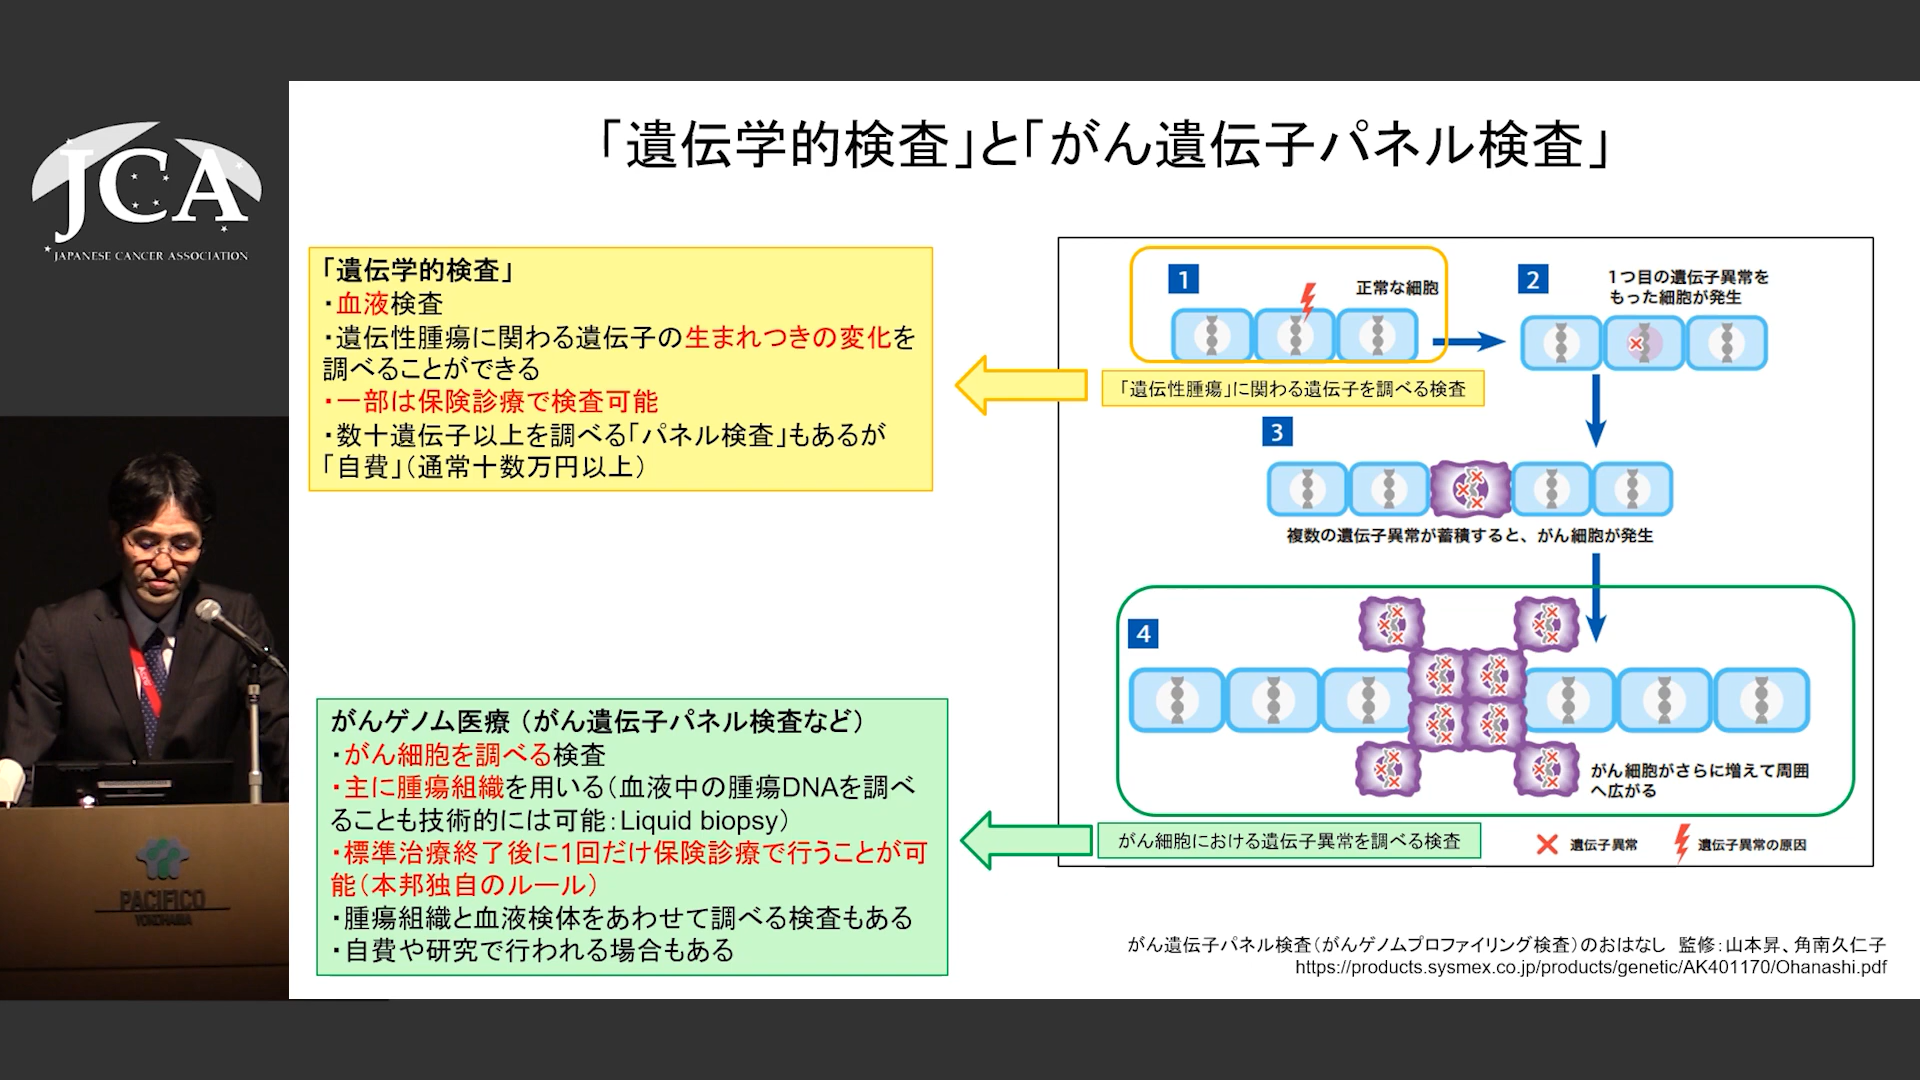 JCA
JAPANESE CANCER ASSOCIATION
「遺伝学的検査」と「がん遺伝子パネル検査」
「遺伝学的検査」
・血液検査
・遺伝性腫瘍に関わる遺伝子の生まれつきの変化を
調べることができる
・一部は保険診療で検査可能
・数十遺伝子以上を調べる「パネル検査」もあるが
「自費」（通常十数万円以上）
がんゲノム医療（がん遺伝子パネル検査など）
・がん細胞を調べる検査
・主に腫瘍組織を用いる（血液中の腫瘍DNAを調べ
ることも技術的には可能：Liquid biopsy）
・標準治療終了後に1回だけ保険診療で行うことが可
能（本邦独自のルール）
・腫瘍組織と血液検体をあわせて調べる検査もある
・自費や研究で行われる場合もある
1
正常な細胞
2
1つ目の遺伝子異常を
もった細胞が発生
「遺伝性腫瘍」に関わる遺伝子を調べる検査
3
複数の遺伝子異常が蓄積すると、がん細胞が発生
4
がん細胞がさらに増えて周囲
へ広がる
がん細胞における遺伝子異常を調べる検査
遺伝子異常
遺伝子異常の原因
がん遺伝子パネル検査（がんゲノムプロファイリング検査）のおはなし　監修：山本昇、角南久仁子
https://products.sysmex.co.jp/products/genetic/AK401170/Ohanashi.pdf
PACIFICO
YOKOHAMA